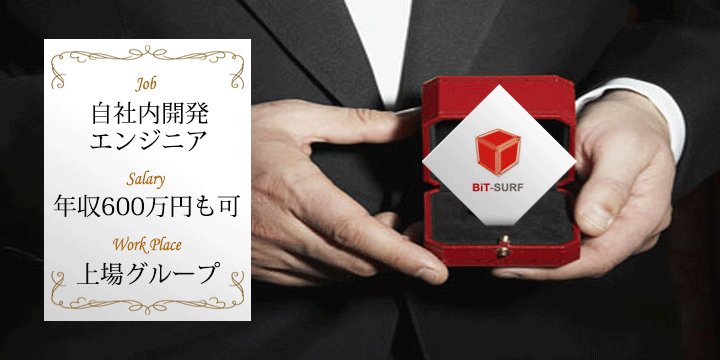 Job
自社内開発
エンジニア
Salary
年収600万円も可
Work Place
上場グループ
BiT-SURF